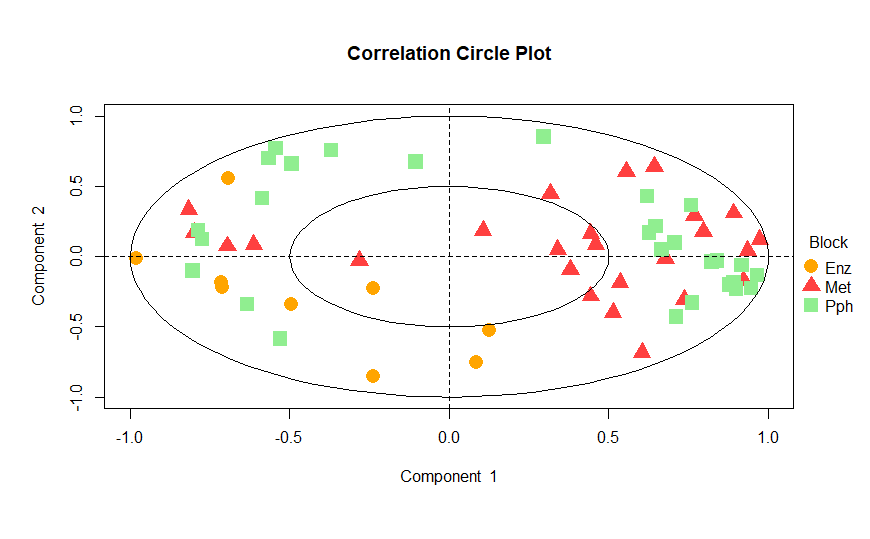 Correlation Circle Plot
1.0
0.5
0.0
-0.5
-1.0
Component 2
-1.0 -0.5 0.0 0.5 1.0
Component 1
Block
Enz
Met
Pph